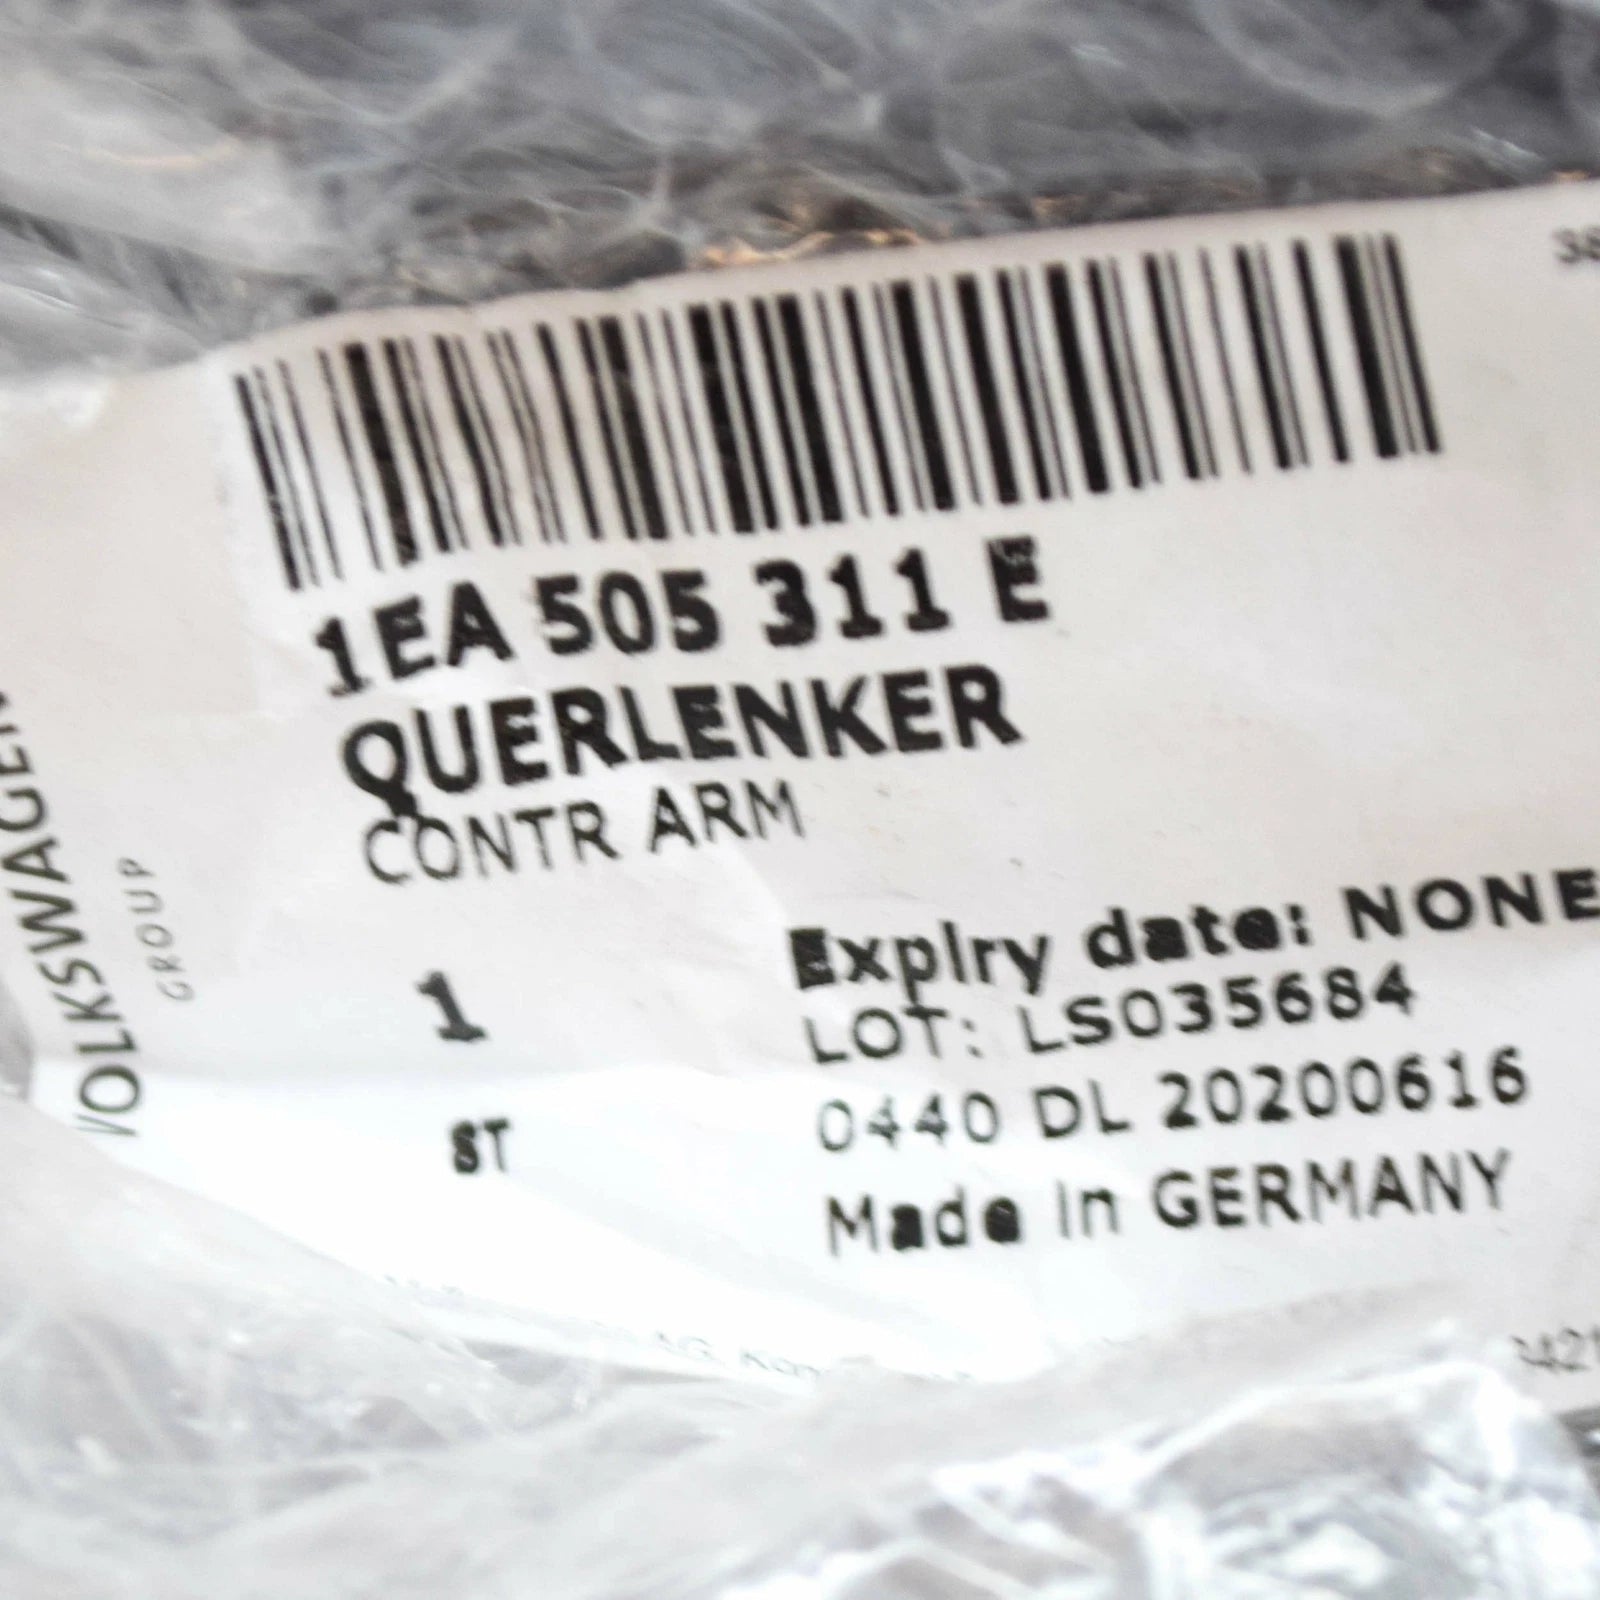 1EA 505 311 E
QUERLENKER
CONTR ARM
VOLKSWAGEN
GROUP
1
ST
Expiry date: NONE
LOT: LS035684
0440 DL 20200616
Made in GERMANY